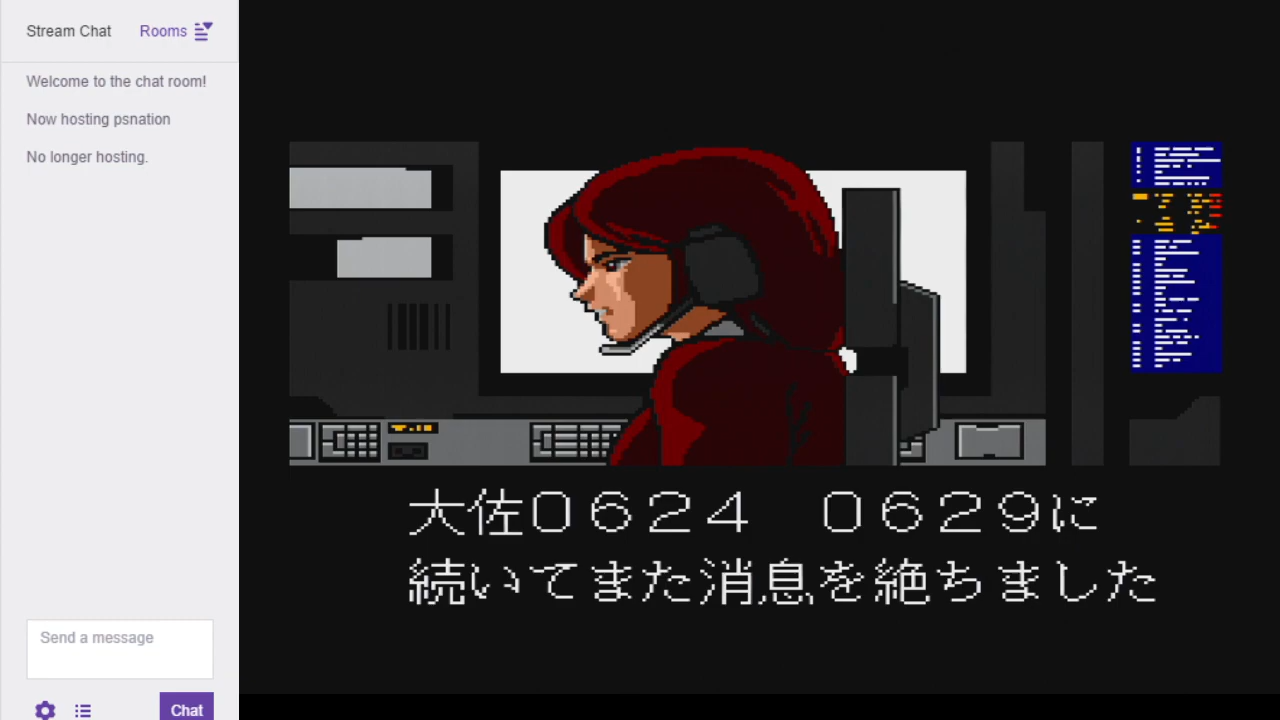 Stream Chat
Rooms
Welcome to the chat room!
Now hosting psnation
No longer hosting.
Send a message
Chat
大佐0624　0629に
続いてまた消息を絶ちました